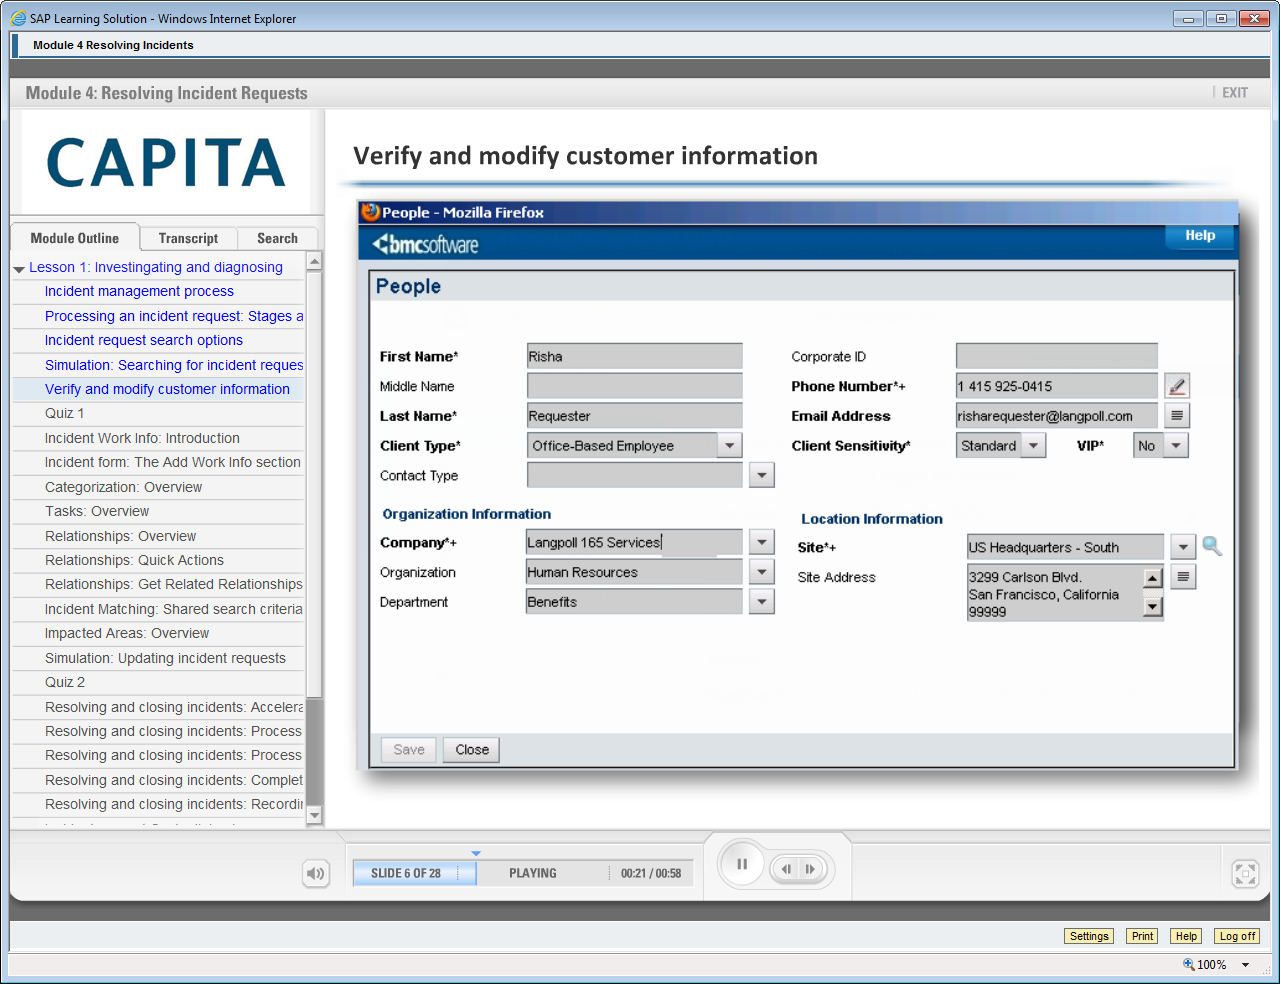 SAP Learning Solution - Windows Internet Explorer
Module 4 Resolving Incidents
Module 4: Resolving Incident Requests
EXIT
CAPITA
Module Outline
Transcript
Search
Lesson 1: Investingating and diagnosing
Incident management process
Processing an incident request: Stages a
Incident request search options
Simulation: Searching for incident reques
Verify and modify customer information
Quiz 1
Incident Work Info: Introduction
Incident form: The Add Work Info section
Categorization: Overview
Tasks: Overview
Relationships: Overview
Relationships: Quick Actions
Relationships: Get Related Relationships
Incident Matching: Shared search criteria
Impacted Areas: Overview
Simulation: Updating incident requests
Quiz 2
Resolving and closing incidents: Accelera
Resolving and closing incidents: Process
Resolving and closing incidents: Process
Resolving and closing incidents: Complet
Resolving and closing incidents: Recordin
Verify and modify customer information
People - Mozilla Firefox
bmcsoftware
Help
People
First Name* Risha
Corporate ID
Middle Name
Phone Number*+ 1 415 925-0415
Last Name* Requester
Email Address risharequester@langpoll.com
Client Type* Office-Based Employee
Client Sensitivity* Standard VIP* No
Contact Type
Organization Information
Location Information
Company*+ Langpoll 165 Services
Site*+ US Headquarters - South
Organization Human Resources
Site Address 3299 Carlson Blvd.
San Francisco, California
99999
Department Benefits
Save
Close
SLIDE 6 OF 28
PLAYING
00:21 / 00:58
Settings
Print
Help
Log off
100%